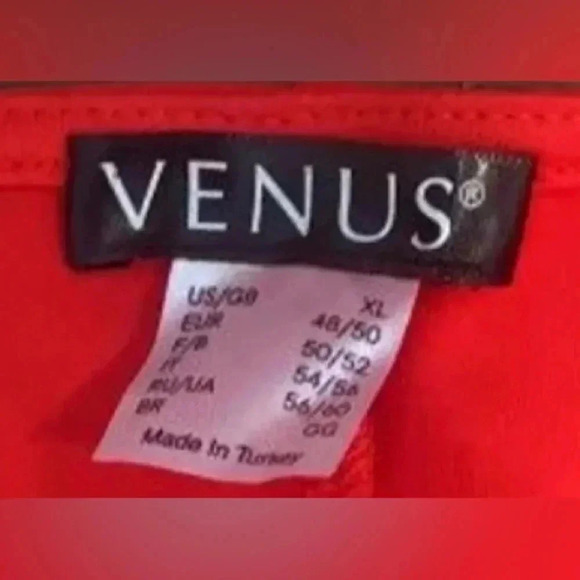 VENUS®
US/GB XL
EUR 48/50
F/B 50/52
IT 54/56
RU/UA 56/60
BR GG
Made In Turkey